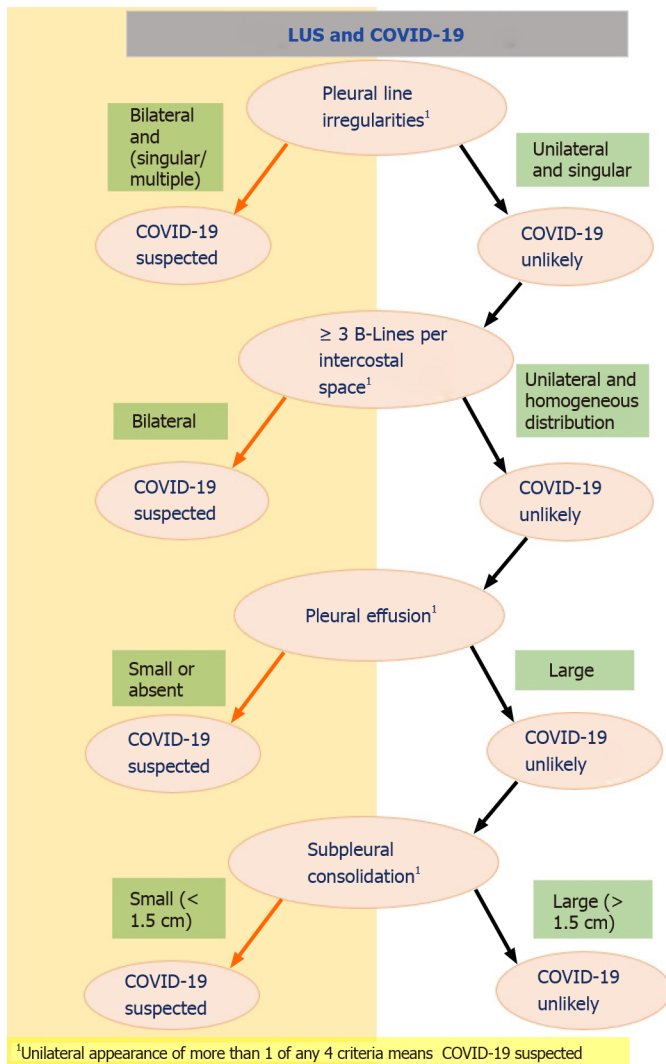 LUS and COVID-19
Pleural line
irregularities¹
Bilateral
and
(singular/
multiple)
Unilateral
and singular
COVID-19
suspected
COVID-19
unlikely
≥ 3 B-Lines per
intercostal
space¹
Bilateral
Unilateral and
homogeneous
distribution
COVID-19
suspected
COVID-19
unlikely
Pleural effusion¹
Small or
absent
Large
COVID-19
suspected
COVID-19
unlikely
Subpleural
consolidation¹
Small (<
1.5 cm)
Large (>
1.5 cm)
COVID-19
suspected
COVID-19
unlikely
¹Unilateral appearance of more than 1 of any 4 criteria means COVID-19 suspected